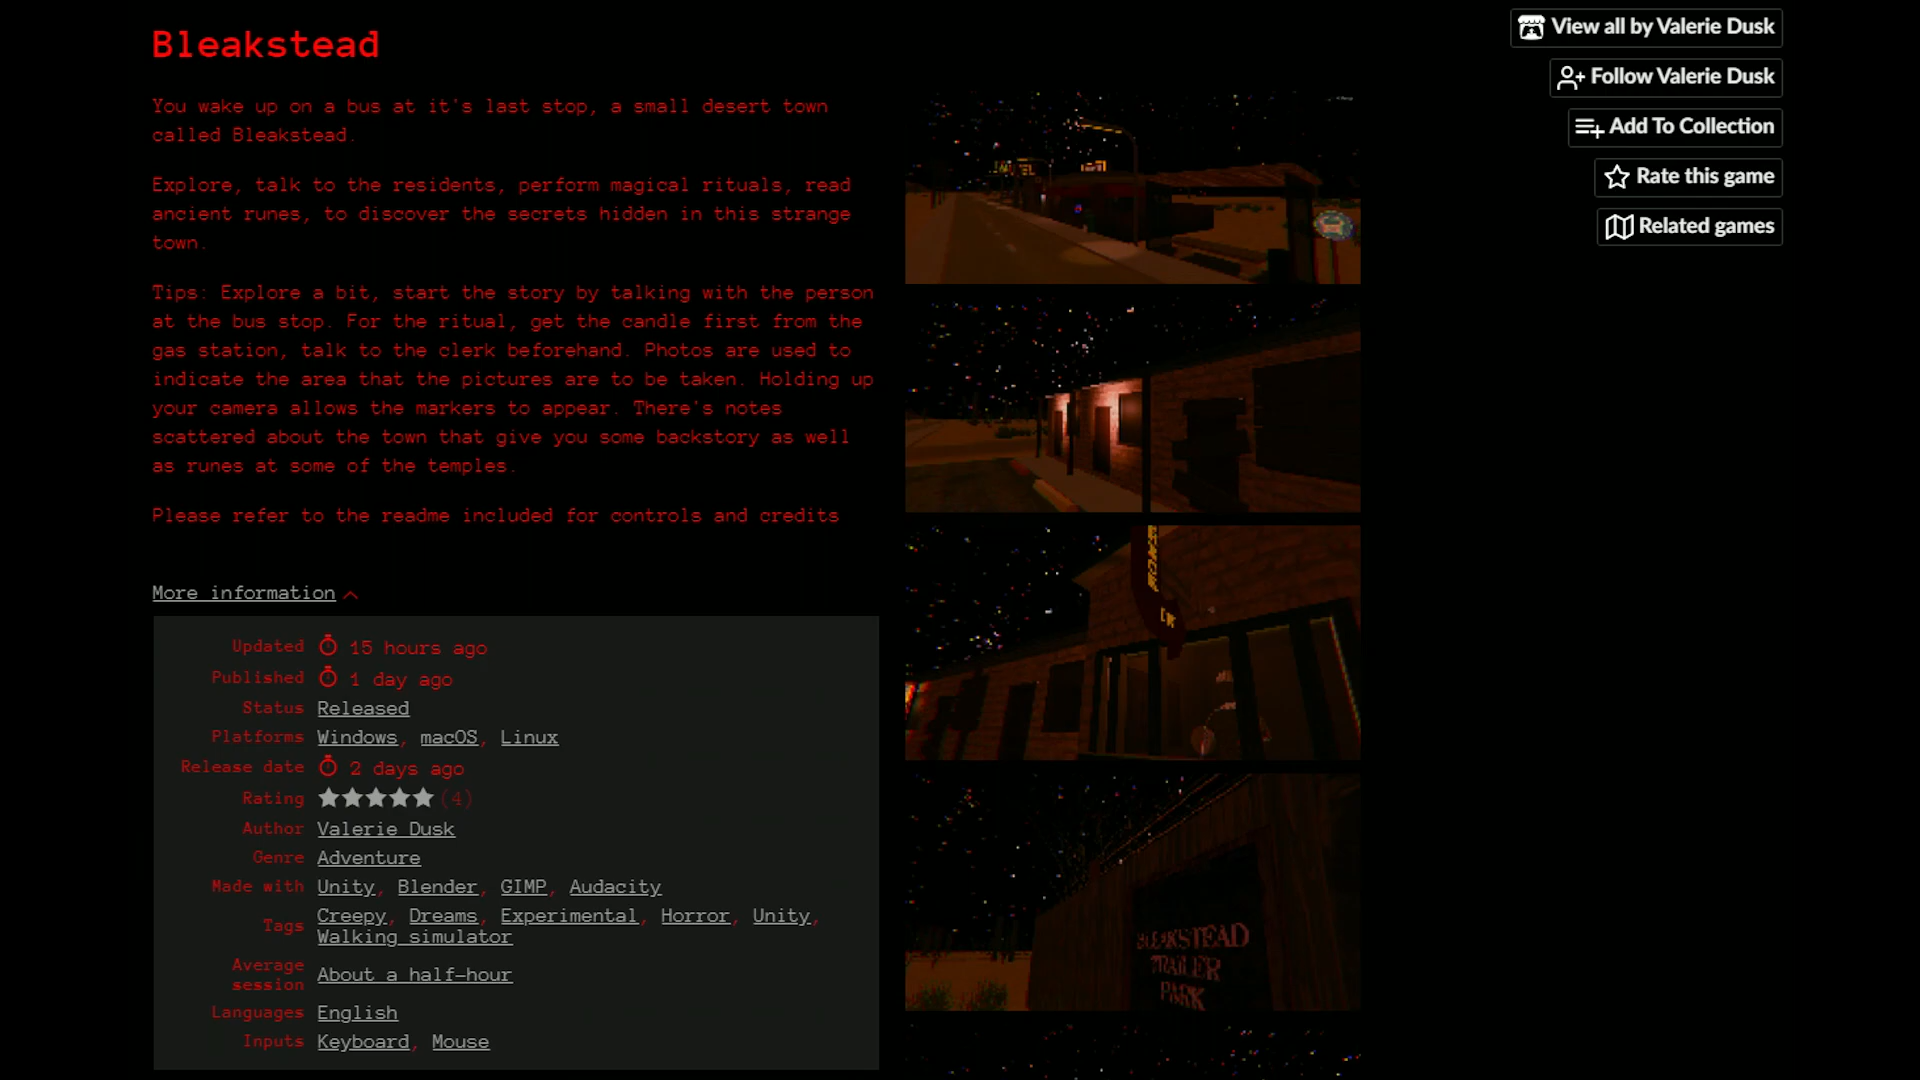 Bleakstead
You wake up on a bus at it's last stop, a small desert town
called Bleakstead.
Explore, talk to the residents, perform magical rituals, read
ancient runes, to discover the secrets hidden in this strange
town.
Tips: Explore a bit, start the story by talking with the person
at the bus stop. For the ritual, get the candle first from the
gas station, talk to the clerk beforehand. Photos are used to
indicate the area that the pictures are to be taken. Holding up
your camera allows the markers to appear. There's notes
scattered about the town that give you some backstory as well
as runes at some of the temples.
Please refer to the readme included for controls and credits
More information
Updated 15 hours ago
Published 1 day ago
Status Released
Platforms Windows, macOS, Linux
Release date 2 days ago
Rating (4)
Author Valerie Dusk
Genre Adventure
Made with Unity, Blender, GIMP, Audacity
Tags Creepy, Dreams, Experimental, Horror, Unity,
Walking simulator
Average
session About a half-hour
Languages English
Inputs Keyboard, Mouse
BLEAKSTEAD
TRAILER
PARK
View all by Valerie Dusk
Follow Valerie Dusk
Add To Collection
Rate this game
Related games